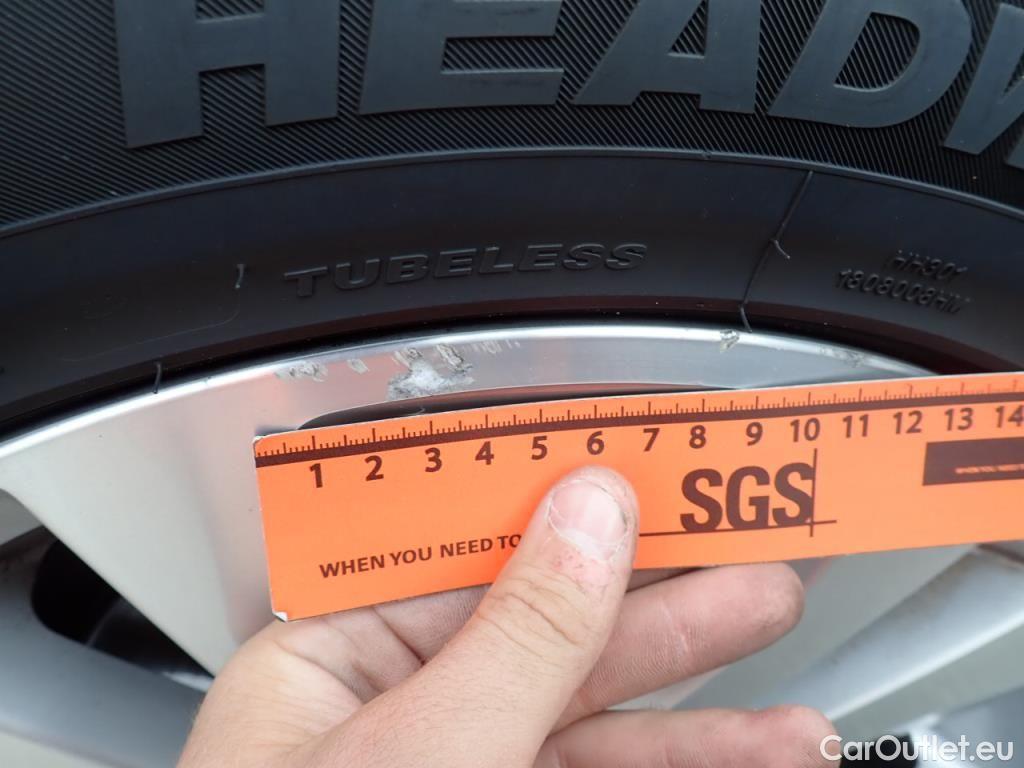 HEADW
TUBELESS
HH301
1808008HM
1 2 3 4 5 6 7 8 9 10 11 12 13 14
SGS
WHEN YOU NEED TO
CarOutlet.eu